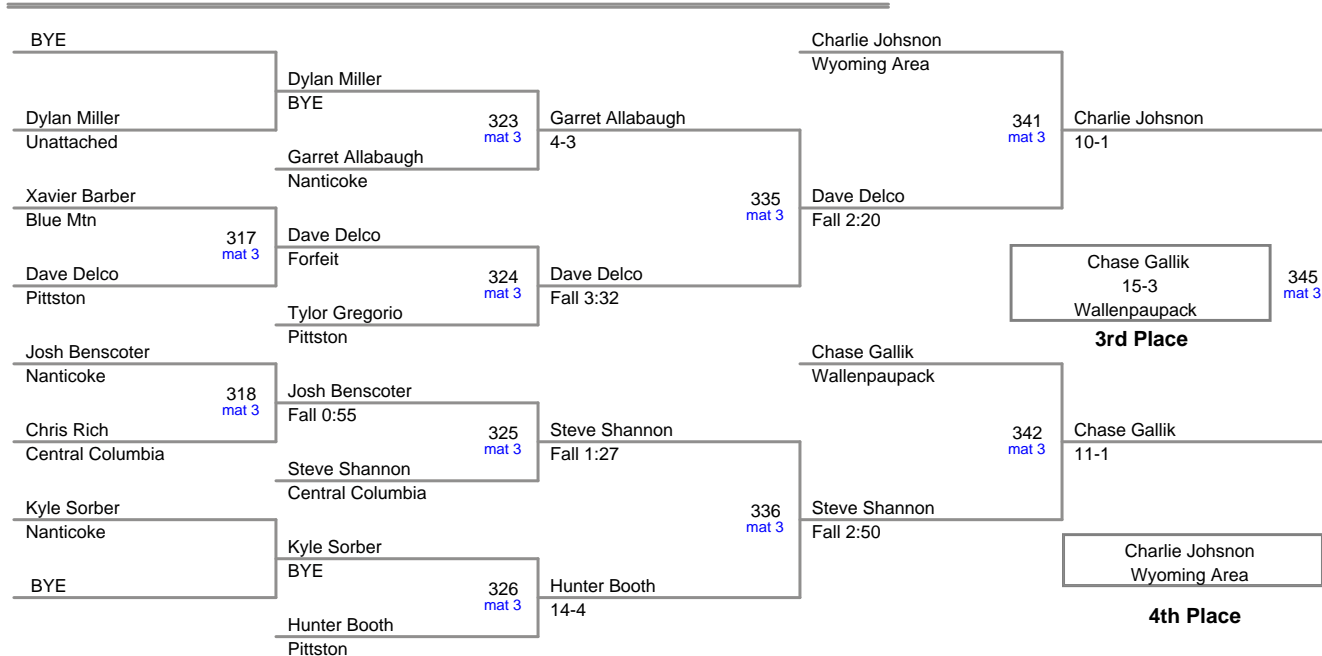 BYE
Dylan Miller
Unattached
Xavier Barber
Blue Mtn
317
mat 3
Dave Delco
Pittston
Josh Benscoter
Nanticoke
318
mat 3
Chris Rich
Central Columbia
Kyle Sorber
Nanticoke
BYE
Dylan Miller
BYE
323
mat 3
Garret Allabaugh
Nanticoke
Dave Delco
Forfeit
324
mat 3
Tylor Gregorio
Pittston
Josh Benscoter
Fall 0:55
325
mat 3
Steve Shannon
Central Columbia
Kyle Sorber
BYE
326
mat 3
Hunter Booth
Pittston
Garret Allabaugh
4-3
335
mat 3
Dave Delco
Fall 3:32
Steve Shannon
Fall 1:27
336
mat 3
Hunter Booth
14-4
Charlie Johsnon
Wyoming Area
341
mat 3
Dave Delco
Fall 2:20
Chase Gallik
Wallenpaupack
342
mat 3
Steve Shannon
Fall 2:50
Charlie Johsnon
10-1
Chase Gallik
15-3
Wallenpaupack
345
mat 3
3rd Place
Chase Gallik
11-1
Charlie Johsnon
Wyoming Area
4th Place